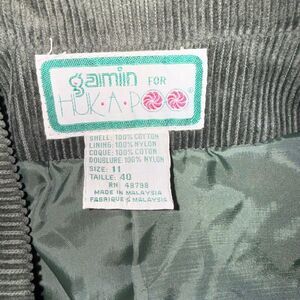 gamin FOR
HUK·A·POO
SHELL: 100% COTTON
LINING: 100% NYLON
COQUE: 100% COTON
DOUBLURE: 100% NYLON
SIZE: 11
TAILLE: 40
RN 48798
MADE IN MALAYSIA
FABRIQUÉ MALAYSIA